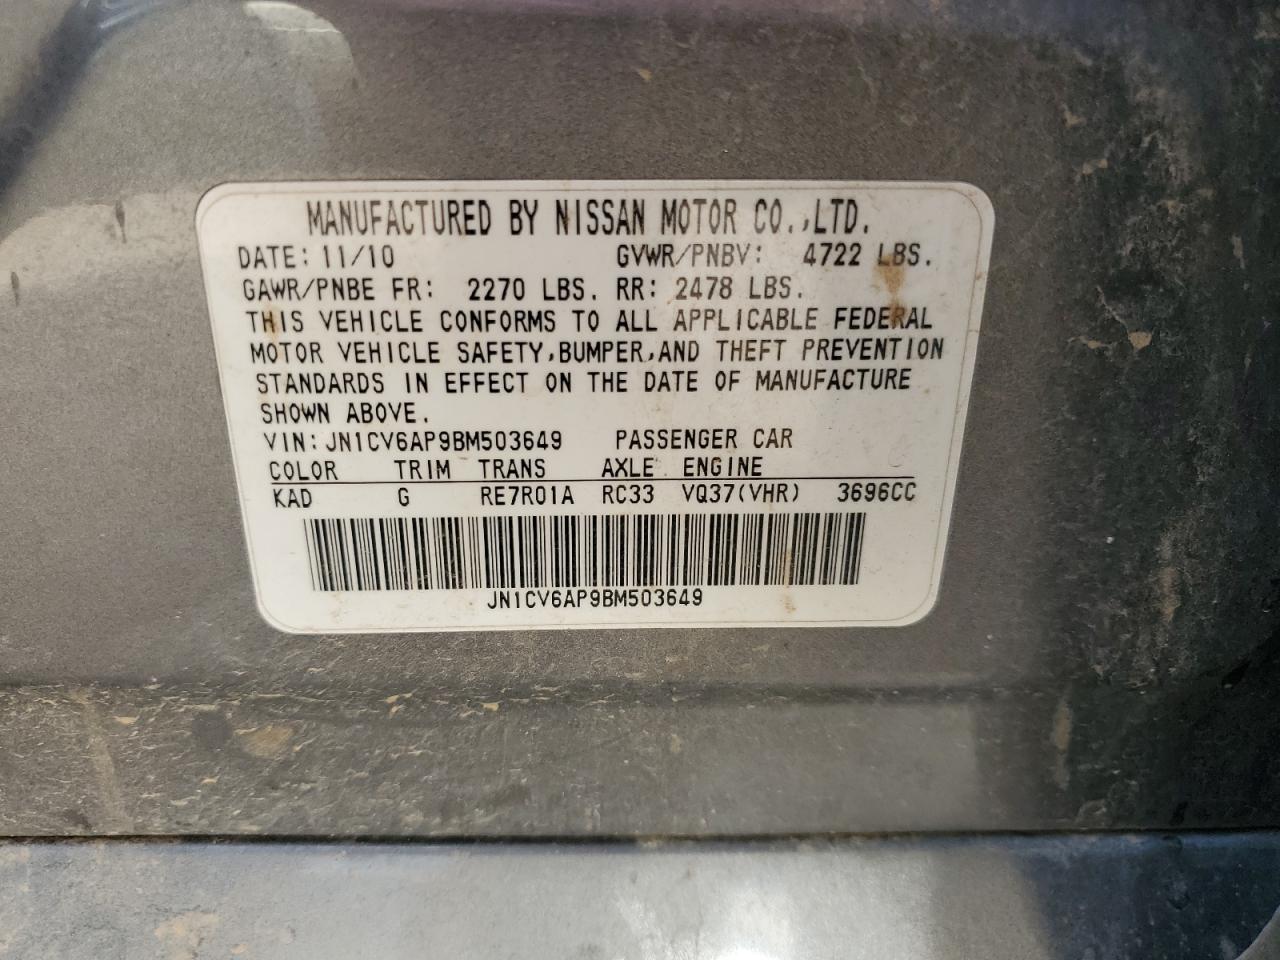 MANUFACTURED BY NISSAN MOTOR CO.,LTD.
DATE: 11/10 GVWR/PNBV: 4722 LBS.
GAWR/PNBE FR: 2270 LBS. RR: 2478 LBS.
THIS VEHICLE CONFORMS TO ALL APPLICABLE FEDERAL
MOTOR VEHICLE SAFETY,BUMPER,AND THEFT PREVENTION
STANDARDS IN EFFECT ON THE DATE OF MANUFACTURE
SHOWN ABOVE.
VIN: JN1CV6AP9BM503649 PASSENGER CAR
COLOR TRIM TRANS AXLE ENGINE
KAD G RE7R01A RC33 VQ37(VHR) 3696CC
JN1CV6AP9BM503649